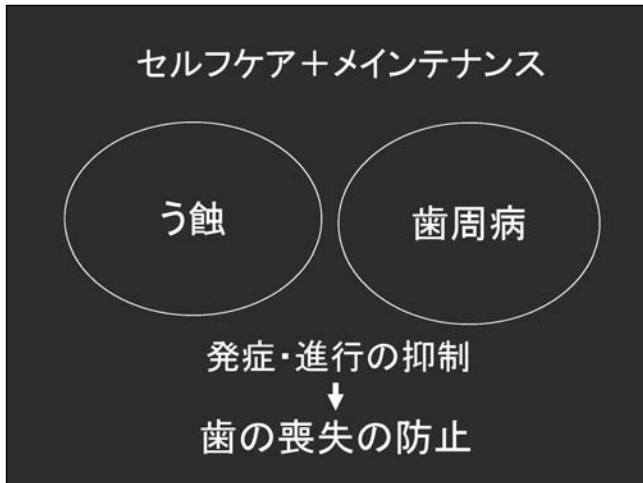 セルフケア＋メインテナンス
う蝕
歯周病
発症・進行の抑制
↓
歯の喪失の防止